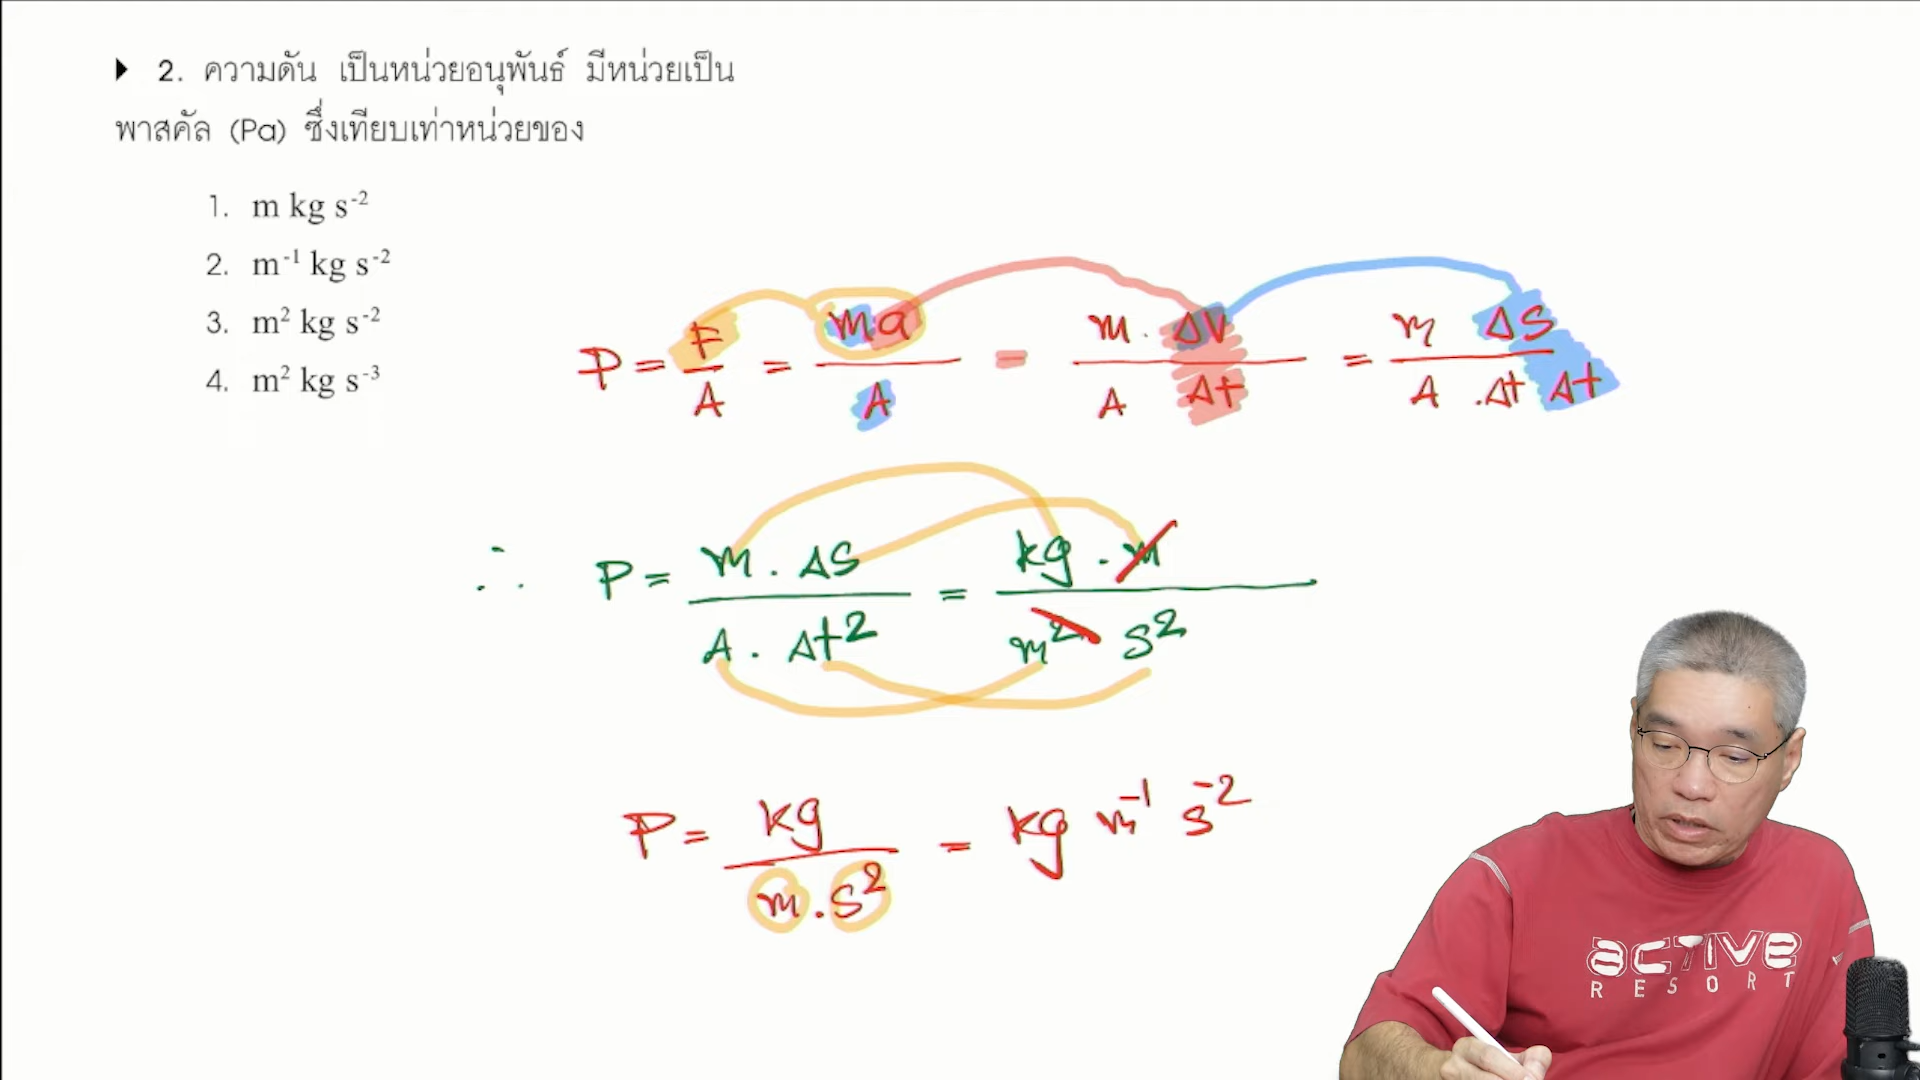 ▶ 2. ความดัน เป็นหน่วยอนุพันธ์ มีหน่วยเป็น
พาสคัล (Pa) ซึ่งเทียบเท่าหน่วยของ
1. m kg s⁻²
2. m⁻¹ kg s⁻²
3. m² kg s⁻²
4. m² kg s⁻³
P = F/A = ma/A = m · ΔV / A Δt = m ΔS / A · Δt Δt
∴ P = m · ΔS / A · Δt² = kg · m / m² s²
P = kg / m · s² = kg m⁻¹ s⁻²
ACTIVE
RESORT